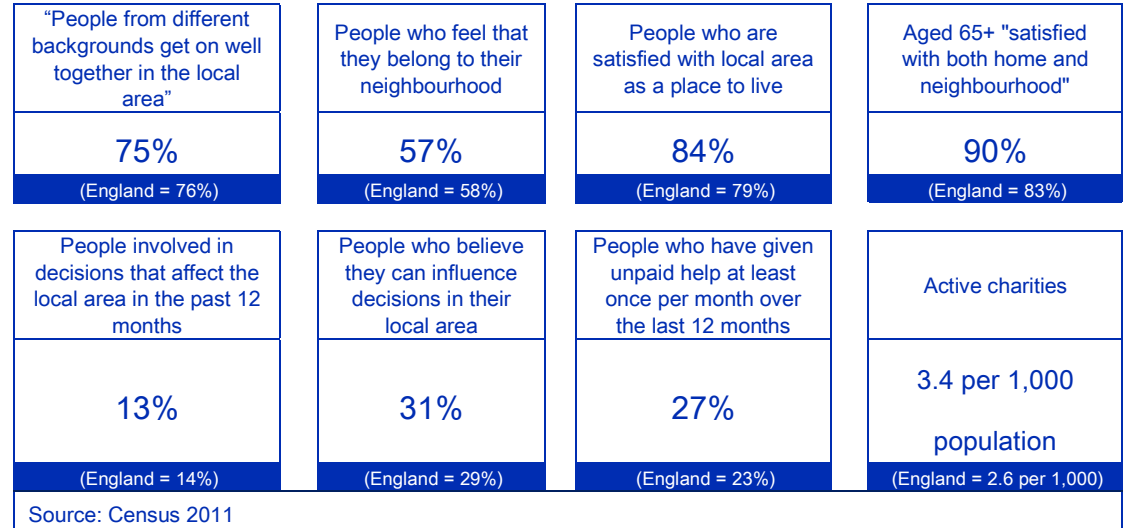 “People from different
backgrounds get on well
together in the local
area”
75%
(England = 76%)
People who feel that
they belong to their
neighbourhood
57%
(England = 58%)
People who are
satisfied with local area
as a place to live
84%
(England = 79%)
Aged 65+ "satisfied
with both home and
neighbourhood"
90%
(England = 83%)
People involved in
decisions that affect the
local area in the past 12
months
13%
(England = 14%)
People who believe
they can influence
decisions in their
local area
31%
(England = 29%)
People who have given
unpaid help at least
once per month over
the last 12 months
27%
(England = 23%)
Active charities
3.4 per 1,000
population
(England = 2.6 per 1,000)
Source: Census 2011